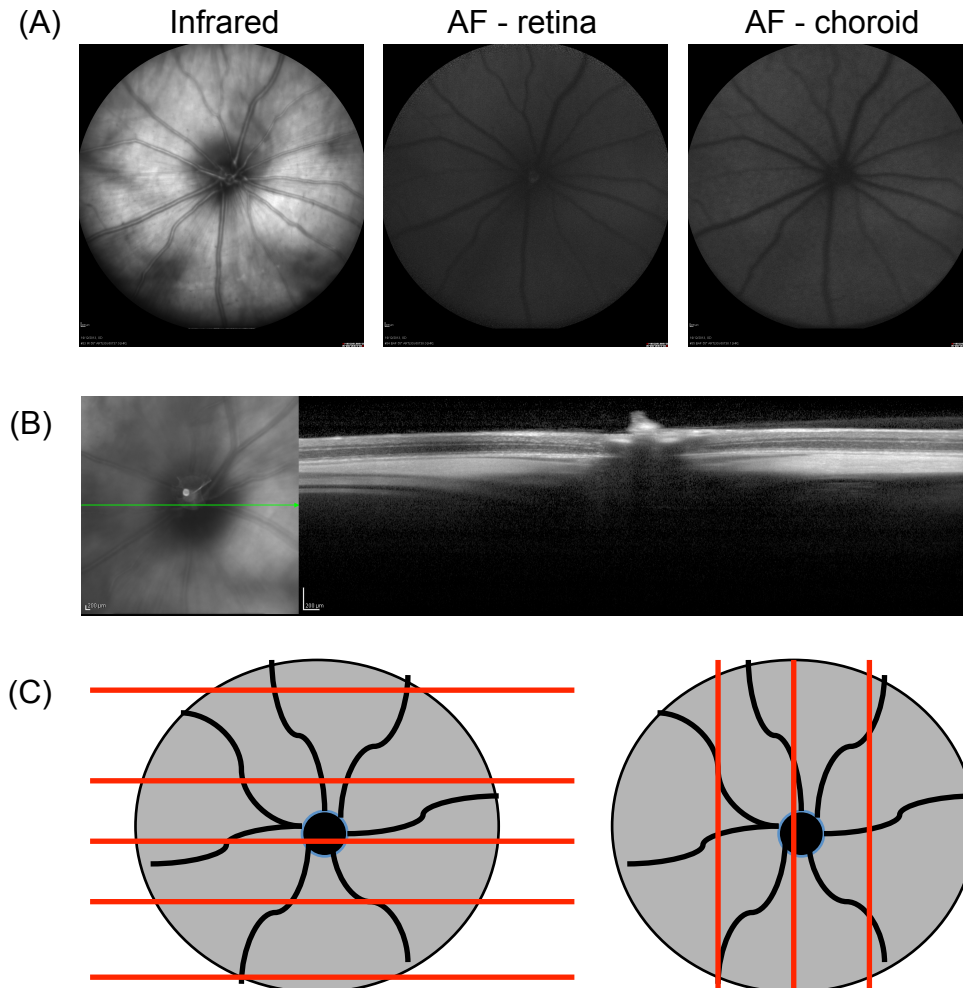 (A)
Infrared
AF - retina
AF - choroid
(B)
200 µm
200 µm
(C)